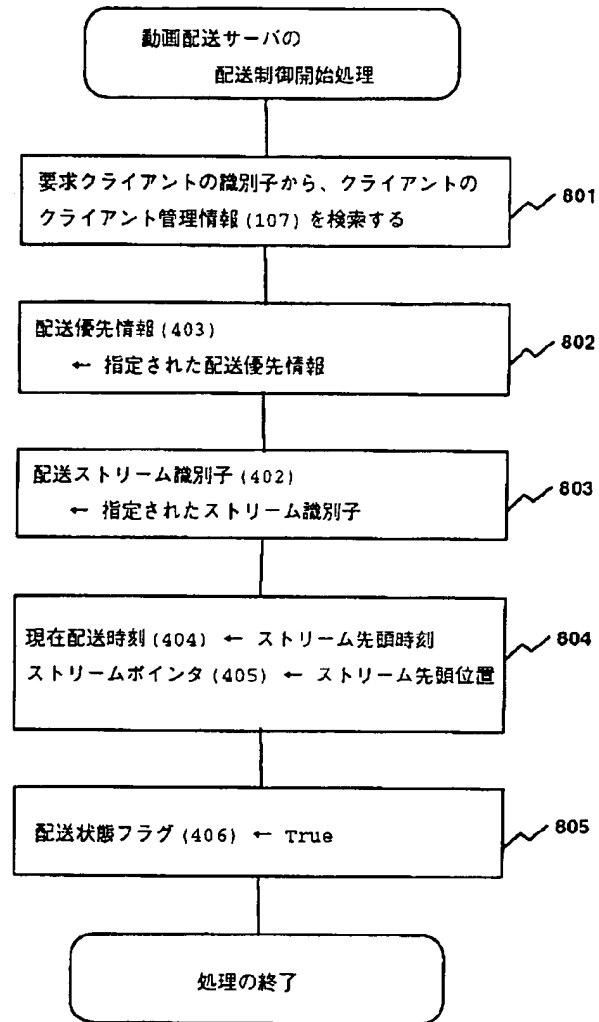 動画配送サーバの
配送制御開始処理
要求クライアントの識別子から、クライアントの
クライアント管理情報(107)を検索する
801
配送優先情報(403)
← 指定された配送優先情報
802
配送ストリーム識別子(402)
← 指定されたストリーム識別子
803
現在配送時刻(404) ← ストリーム先頭時刻
ストリームポインタ(405) ← ストリーム先頭位置
804
配送状態フラグ(406) ← True
805
処理の終了